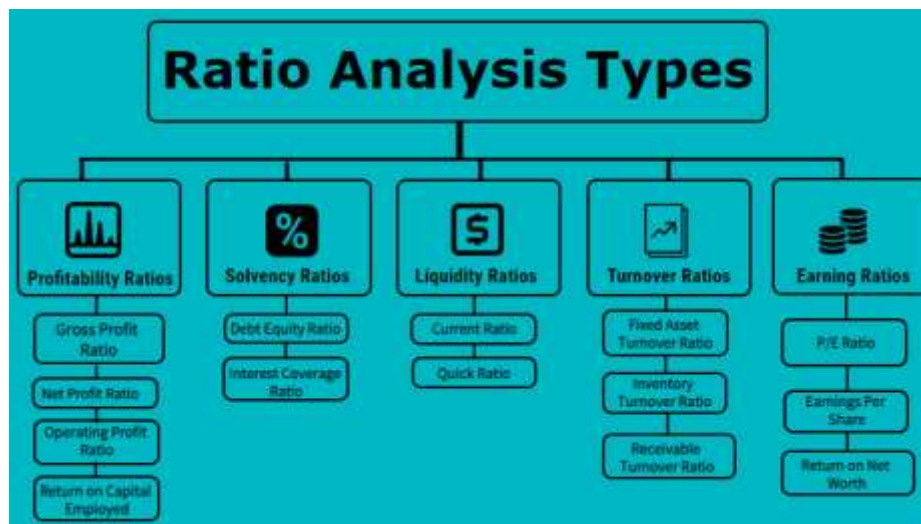 Ratio Analysis Types
Profitability Ratios
Gross Profit
Ratio
Net Profit Ratio
Operating Profit
Ratio
Return on Capital
Employed
%
Solvency Ratios
Debt Equity Ratio
Interest Coverage
Ratio
$
Liquidity Ratios
Current Ratio
Quick Ratio
Turnover Ratios
Fixed Asset
Turnover Ratio
Inventory
Turnover Ratio
Receivable
Turnover Ratio
Earning Ratios
P/E Ratio
Earnings Per
Share
Return on Net
Worth